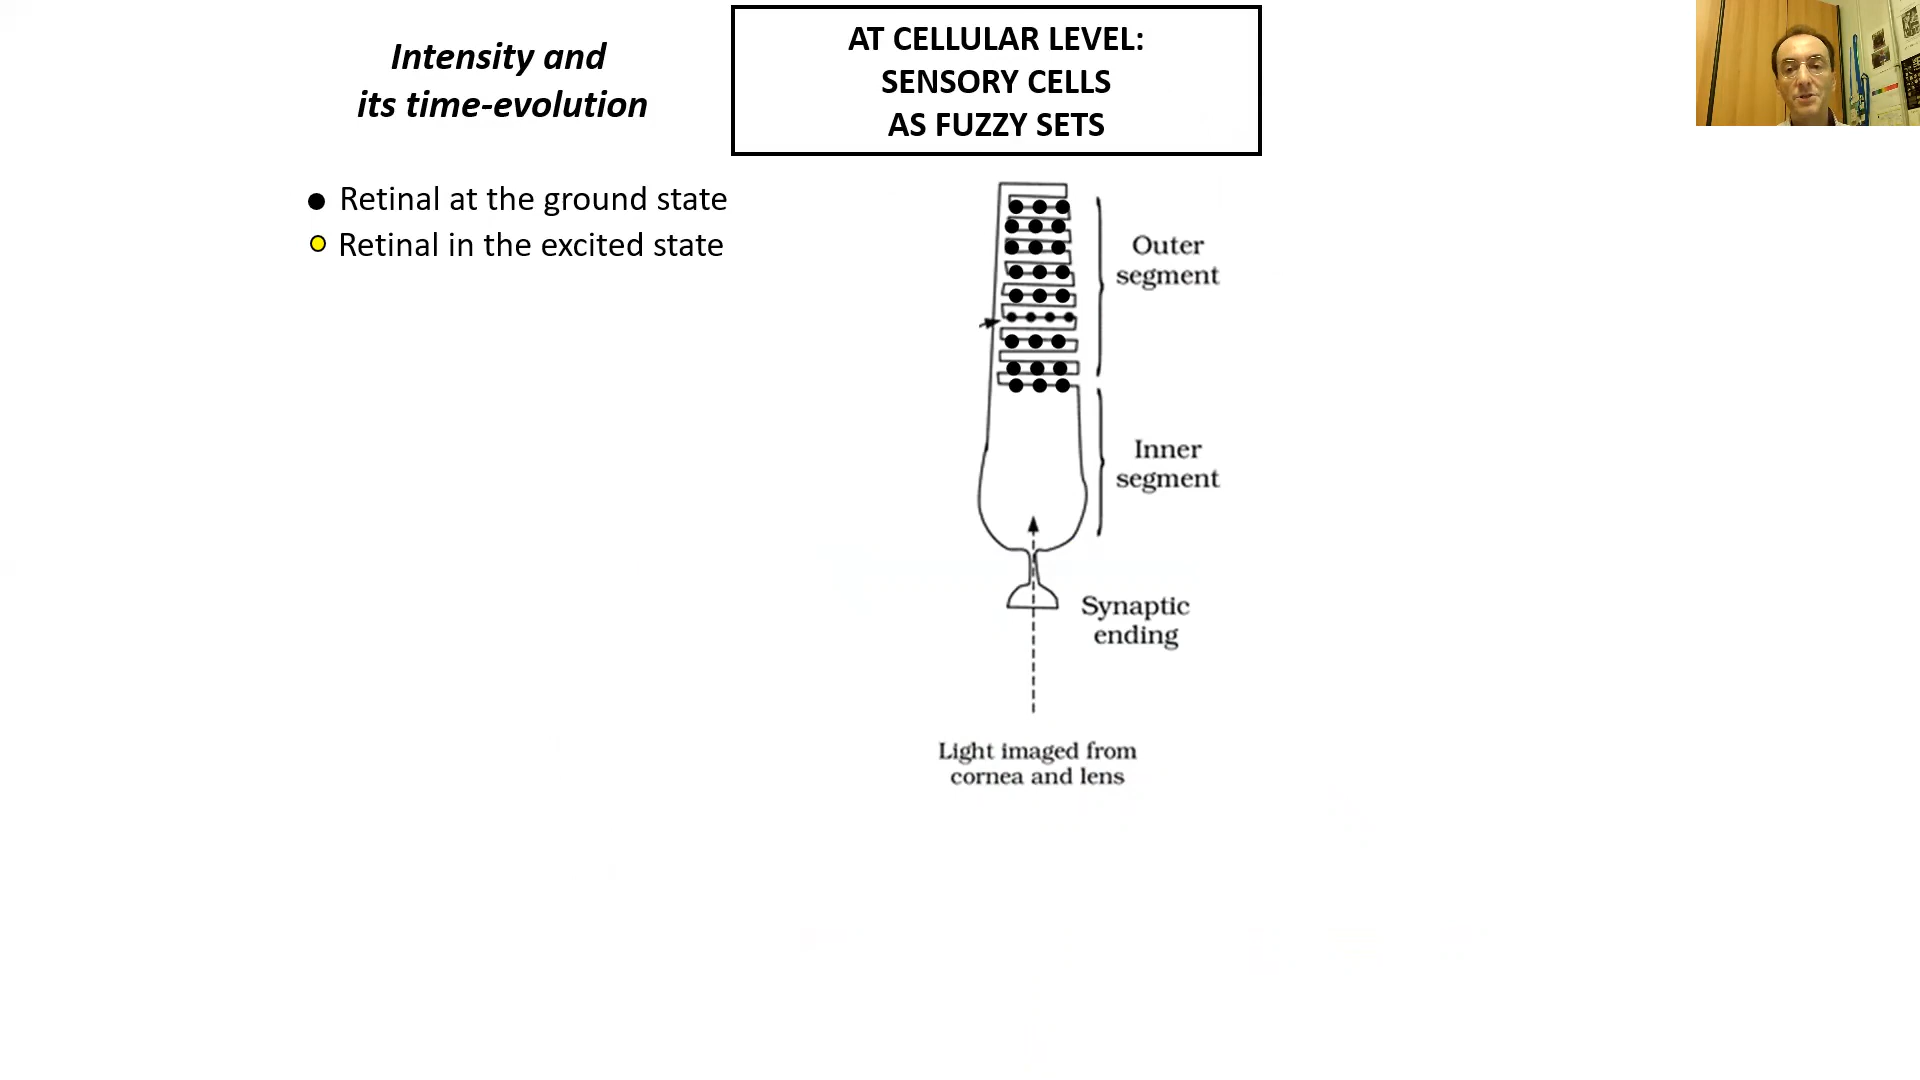 Intensity and
its time-evolution
AT CELLULAR LEVEL:
SENSORY CELLS
AS FUZZY SETS
Retinal at the ground state
Retinal in the excited state
Outer
segment
Inner
segment
Synaptic
ending
Light imaged from
cornea and lens